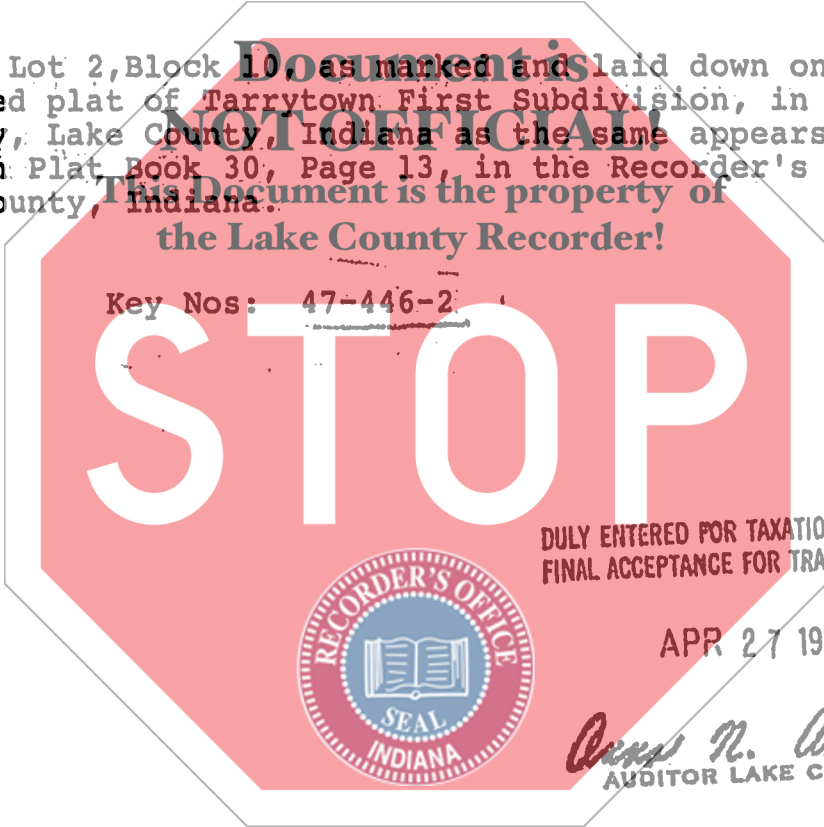 Lot 2,Block 10, as marked and laid down on
ed plat of Tarrytown First Subdivision, in
, Lake County, Indiana as the same appears
Plat Book 30, Page 13, in the Recorder's
ounty, Indiana.
Document is
NOT OFFICIAL!
This Document is the property of
the Lake County Recorder!
Key Nos: 47-446-2
STOP
DULY ENTERED FOR TAXATIO
FINAL ACCEPTANCE FOR TRA
APR 27 19
RECORDER'S OFFICE
SEAL
INDIANA
N.
AUDITOR LAKE C